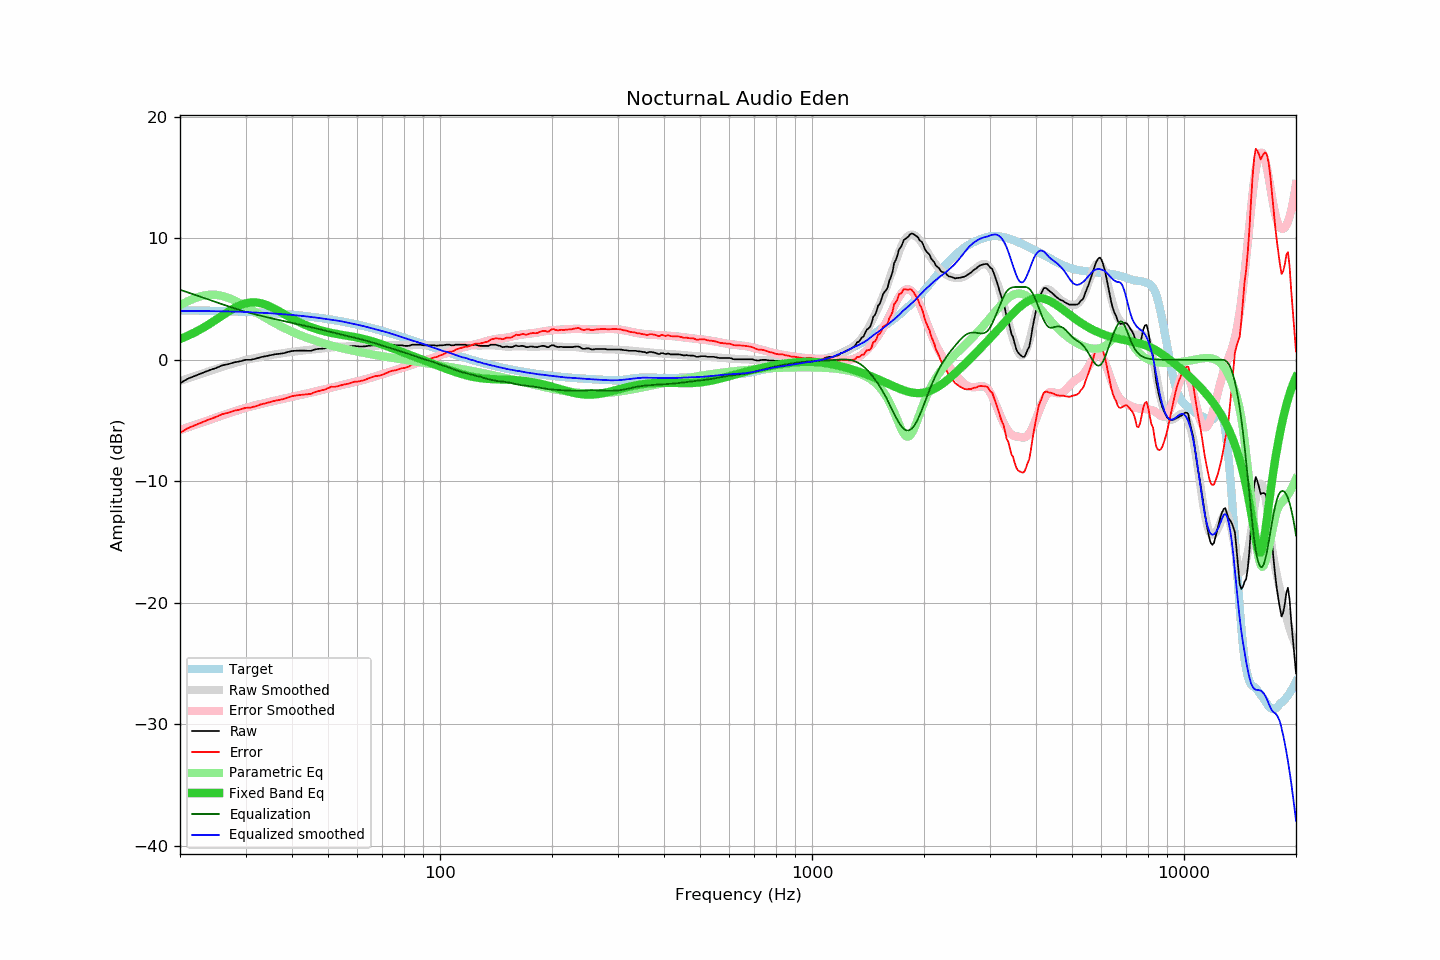 NocturnaL Audio Eden
20
10
0
−10
−20
−30
−40
Amplitude (dBr)
Target
Raw Smoothed
Error Smoothed
Raw
Error
Parametric Eq
Fixed Band Eq
Equalization
Equalized smoothed
100 1000 10000
Frequency (Hz)